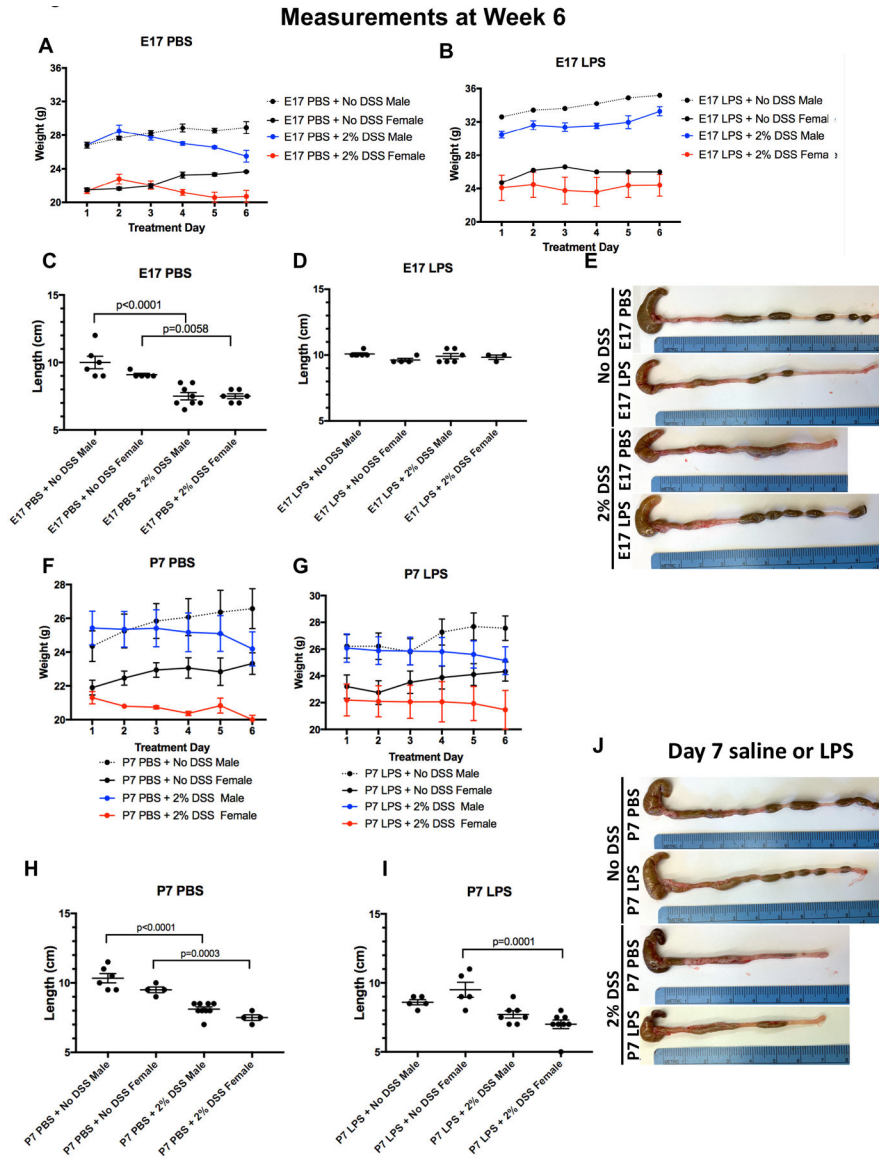 Measurements at Week 6
A
E17 PBS
Weight (g)
32
28
24
20
1 2 3 4 5 6
Treatment Day
E17 PBS + No DSS Male
E17 PBS + No DSS Female
E17 PBS + 2% DSS Male
E17 PBS + 2% DSS Female
B
E17 LPS
Weight (g)
36
32
28
24
20
1 2 3 4 5 6
Treatment Day
E17 LPS + No DSS Male
E17 LPS + No DSS Female
E17 LPS + 2% DSS Male
E17 LPS + 2% DSS Female
C
E17 PBS
Length (cm)
15
10
5
p<0.0001
p=0.0058
E17 PBS + No DSS Male
E17 PBS + No DSS Female
E17 PBS + 2% DSS Male
E17 PBS + 2% DSS Female
D
E17 LPS
Length (cm)
15
10
5
E17 LPS + No DSS Male
E17 LPS + No DSS Female
E17 LPS + 2% DSS Male
E17 LPS + 2% DSS Female
E
No DSS
E17 PBS
E17 LPS
2% DSS
E17 PBS
E17 LPS
F
P7 PBS
Weight (g)
28
26
24
22
20
1 2 3 4 5 6
Treatment Day
P7 PBS + No DSS Male
P7 PBS + No DSS Female
P7 PBS + 2% DSS Male
P7 PBS + 2% DSS Female
G
P7 LPS
Weight (g)
30
28
26
24
22
20
1 2 3 4 5 6
Treatment Day
P7 LPS + No DSS Male
P7 LPS + No DSS Female
P7 LPS + 2% DSS Male
P7 LPS + 2% DSS Female
H
P7 PBS
Length (cm)
15
10
5
p<0.0001
p=0.0003
P7 PBS + No DSS Male
P7 PBS + No DSS Female
P7 PBS + 2% DSS Male
P7 PBS + 2% DSS Female
I
P7 LPS
Length (cm)
15
10
5
p=0.0001
P7 LPS + No DSS Male
P7 LPS + No DSS Female
P7 LPS + 2% DSS Male
P7 LPS + 2% DSS Female
J
Day 7 saline or LPS
No DSS
P7 PBS
P7 LPS
2% DSS
P7 PBS
P7 LPS